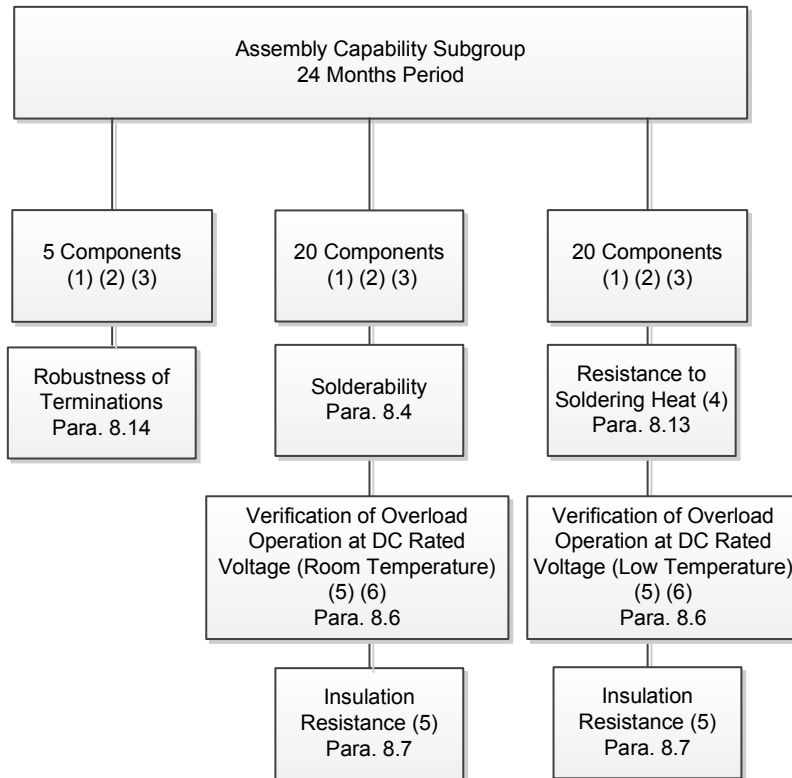 Assembly Capability Subgroup
24 Months Period
5 Components
(1) (2) (3)
20 Components
(1) (2) (3)
20 Components
(1) (2) (3)
Robustness of
Terminations
Para. 8.14
Solderability
Para. 8.4
Resistance to
Soldering Heat (4)
Para. 8.13
Verification of Overload
Operation at DC Rated
Voltage (Room Temperature)
(5) (6)
Para. 8.6
Verification of Overload
Operation at DC Rated
Voltage (Low Temperature)
(5) (6)
Para. 8.6
Insulation
Resistance (5)
Para. 8.7
Insulation
Resistance (5)
Para. 8.7